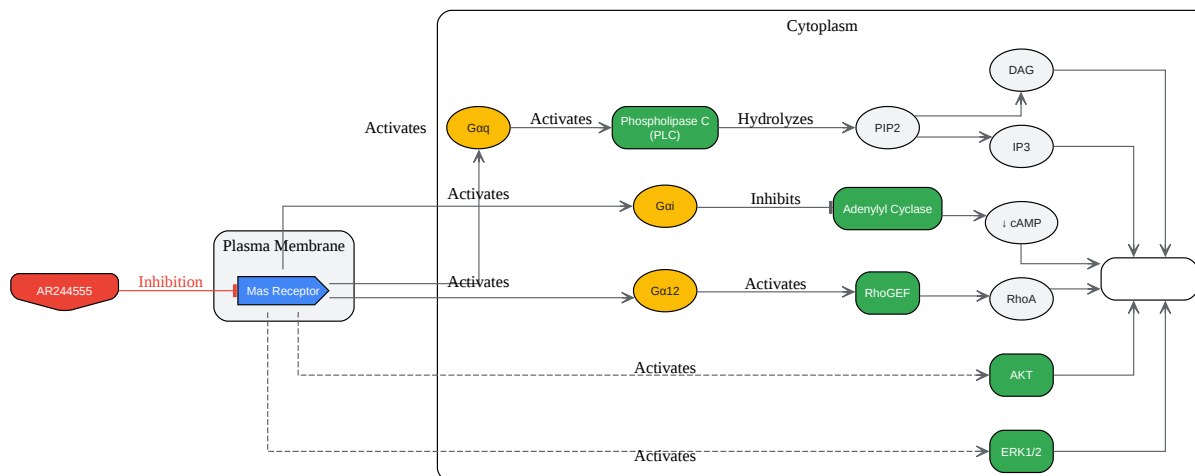 Cytoplasm
DAG
Activates
Gαq
Activates
Phospholipase C
(PLC)
Hydrolyzes
PIP2
IP3
Activates
Gαi
Inhibits
Adenylyl Cyclase
↓ cAMP
Plasma Membrane
AR244555
Inhibition
Mas Receptor
Activates
Gα12
Activates
RhoGEF
RhoA
Activates
AKT
Activates
ERK1/2